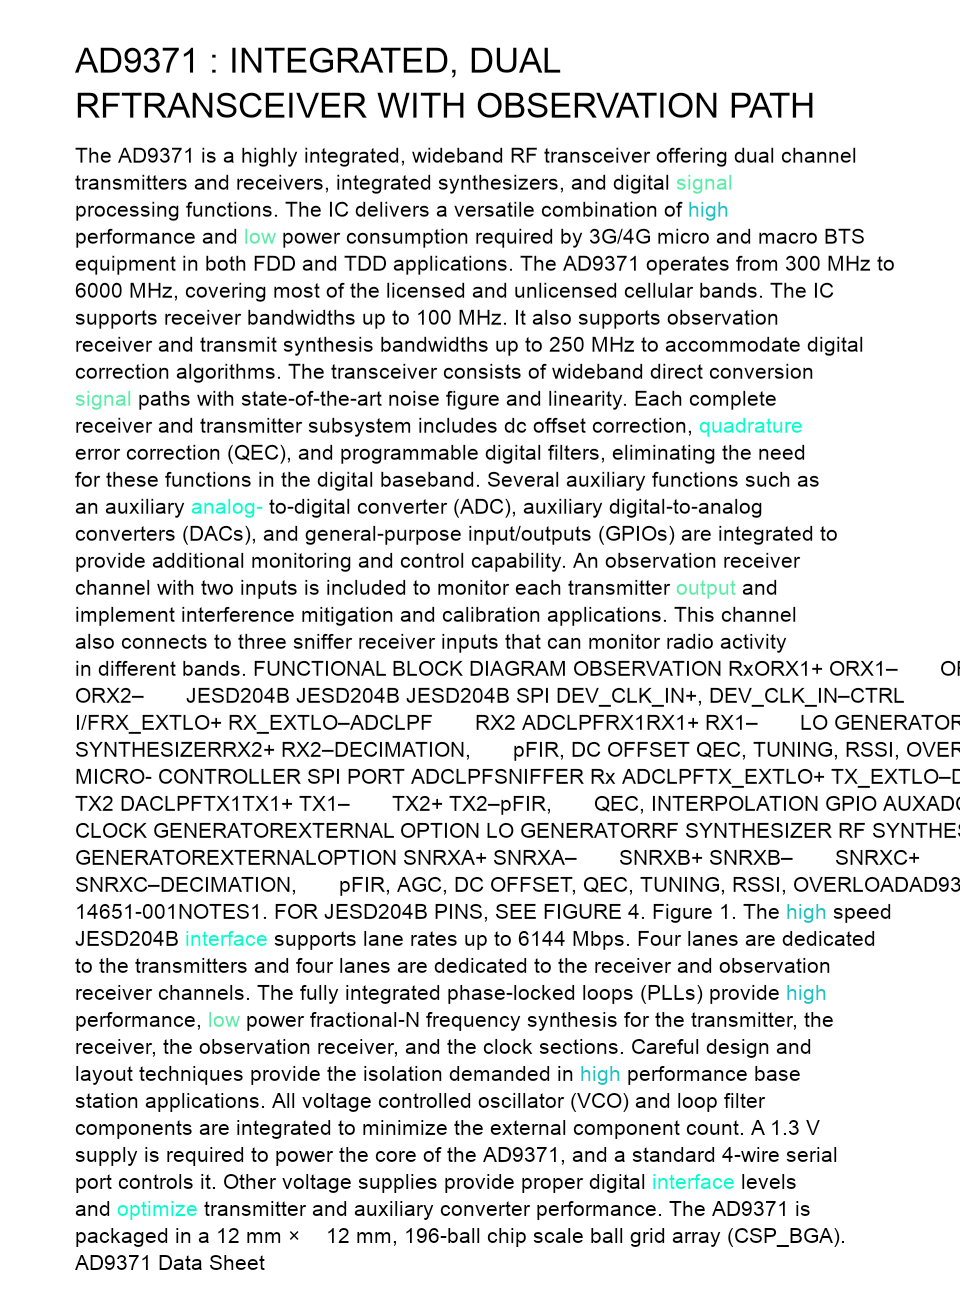 AD9371 : INTEGRATED, DUAL
RFTRANSCEIVER WITH OBSERVATION PATH
The AD9371 is a highly integrated, wideband RF transceiver offering dual channel
transmitters and receivers, integrated synthesizers, and digital signal
processing functions. The IC delivers a versatile combination of high
performance and low power consumption required by 3G/4G micro and macro BTS
equipment in both FDD and TDD applications. The AD9371 operates from 300 MHz to
6000 MHz, covering most of the licensed and unlicensed cellular bands. The IC
supports receiver bandwidths up to 100 MHz. It also supports observation
receiver and transmit synthesis bandwidths up to 250 MHz to accommodate digital
correction algorithms. The transceiver consists of wideband direct conversion
signal paths with state-of-the-art noise figure and linearity. Each complete
receiver and transmitter subsystem includes dc offset correction, quadrature
error correction (QEC), and programmable digital filters, eliminating the need
for these functions in the digital baseband. Several auxiliary functions such as
an auxiliary analog- to-digital converter (ADC), auxiliary digital-to-analog
converters (DACs), and general-purpose input/outputs (GPIOs) are integrated to
provide additional monitoring and control capability. An observation receiver
channel with two inputs is included to monitor each transmitter output and
implement interference mitigation and calibration applications. This channel
also connects to three sniffer receiver inputs that can monitor radio activity
in different bands. FUNCTIONAL BLOCK DIAGRAM OBSERVATION RxORX1+ ORX1–
ORX2– JESD204B JESD204B JESD204B SPI DEV_CLK_IN+, DEV_CLK_IN–CTRL
I/FRX_EXTLO+ RX_EXTLO–ADCLPF RX2 ADCLPFRX1RX1+ RX1– LO GENERATOR
SYNTHESIZERRX2+ RX2–DECIMATION, pFIR, DC OFFSET QEC, TUNING, RSSI, OVER
MICRO- CONTROLLER SPI PORT ADCLPFSNIFFER Rx ADCLPFTX_EXTLO+ TX_EXTLO–D
TX2 DACLPFTX1TX1+ TX1– TX2+ TX2–pFIR, QEC, INTERPOLATION GPIO AUXADC
CLOCK GENERATOREXTERNAL OPTION LO GENERATORRF SYNTHESIZER RF SYNTHES
GENERATOREXTERNALOPTION SNRXA+ SNRXA– SNRXB+ SNRXB– SNRXC+
SNRXC–DECIMATION, pFIR, AGC, DC OFFSET, QEC, TUNING, RSSI, OVERLOADAD93
14651-001NOTES1. FOR JESD204B PINS, SEE FIGURE 4. Figure 1. The high speed
JESD204B interface supports lane rates up to 6144 Mbps. Four lanes are dedicated
to the transmitters and four lanes are dedicated to the receiver and observation
receiver channels. The fully integrated phase-locked loops (PLLs) provide high
performance, low power fractional-N frequency synthesis for the transmitter, the
receiver, the observation receiver, and the clock sections. Careful design and
layout techniques provide the isolation demanded in high performance base
station applications. All voltage controlled oscillator (VCO) and loop filter
components are integrated to minimize the external component count. A 1.3 V
supply is required to power the core of the AD9371, and a standard 4-wire serial
port controls it. Other voltage supplies provide proper digital interface levels
and optimize transmitter and auxiliary converter performance. The AD9371 is
packaged in a 12 mm × 12 mm, 196-ball chip scale ball grid array (CSP_BGA).
AD9371 Data Sheet